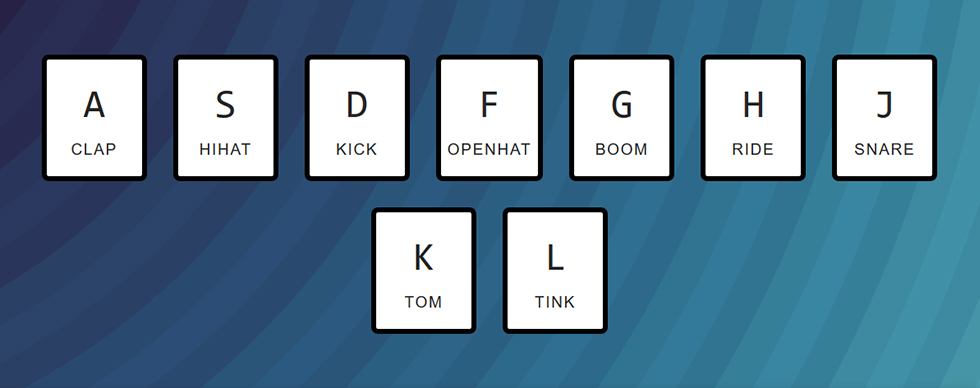 A S D F G H J
CLAP HIHAT KICK OPENHAT BOOM RIDE SNARE
K L
TOM TINK